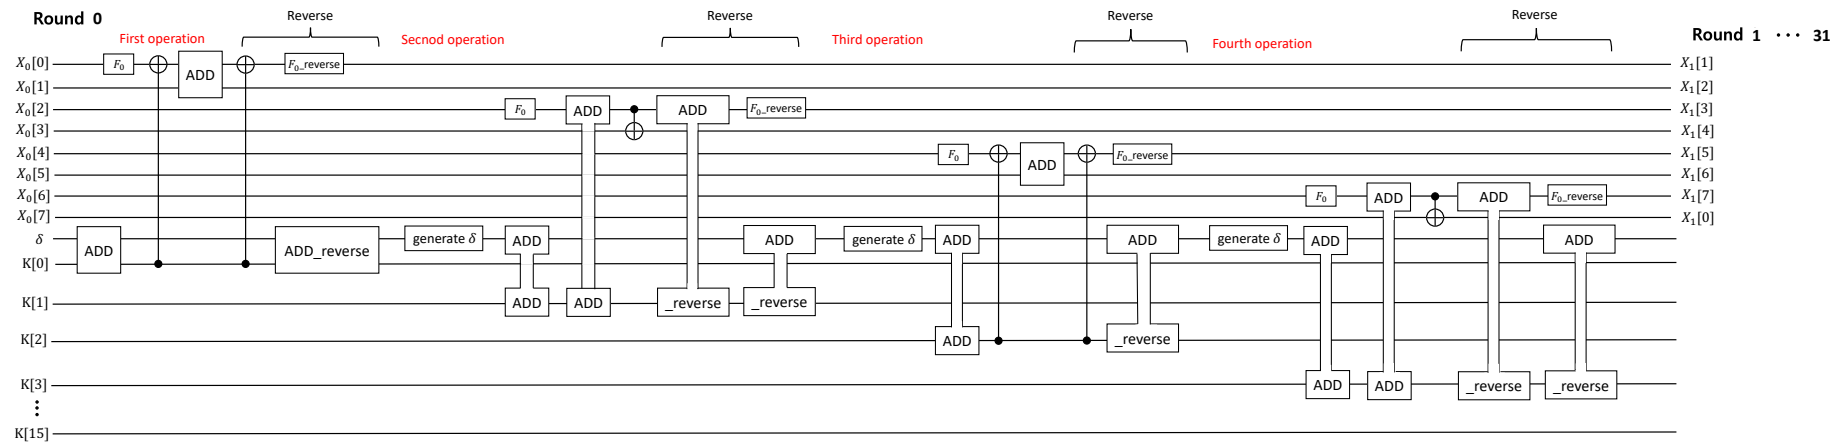 Round 0
Reverse
Reverse
Reverse
Reverse
Round 1 ··· 31
First operation
Secnod operation
Third operation
Fourth operation
X₀[0] F₀ ADD F₀_reverse X₁[1]
X₀[1] X₁[2]
X₀[2] F₀ ADD ADD F₀_reverse X₁[3]
X₀[3] X₁[4]
X₀[4] F₀ ADD F₀_reverse X₁[5]
X₀[5] X₁[6]
X₀[6] F₀ ADD ADD F₀_reverse X₁[7]
X₀[7] X₁[0]
δ ADD ADD_reverse generate δ ADD ADD generate δ ADD ADD generate δ ADD ADD
K[0]
K[1] ADD ADD _reverse _reverse
K[2] ADD _reverse
K[3] ADD ADD _reverse _reverse
⋮
K[15]